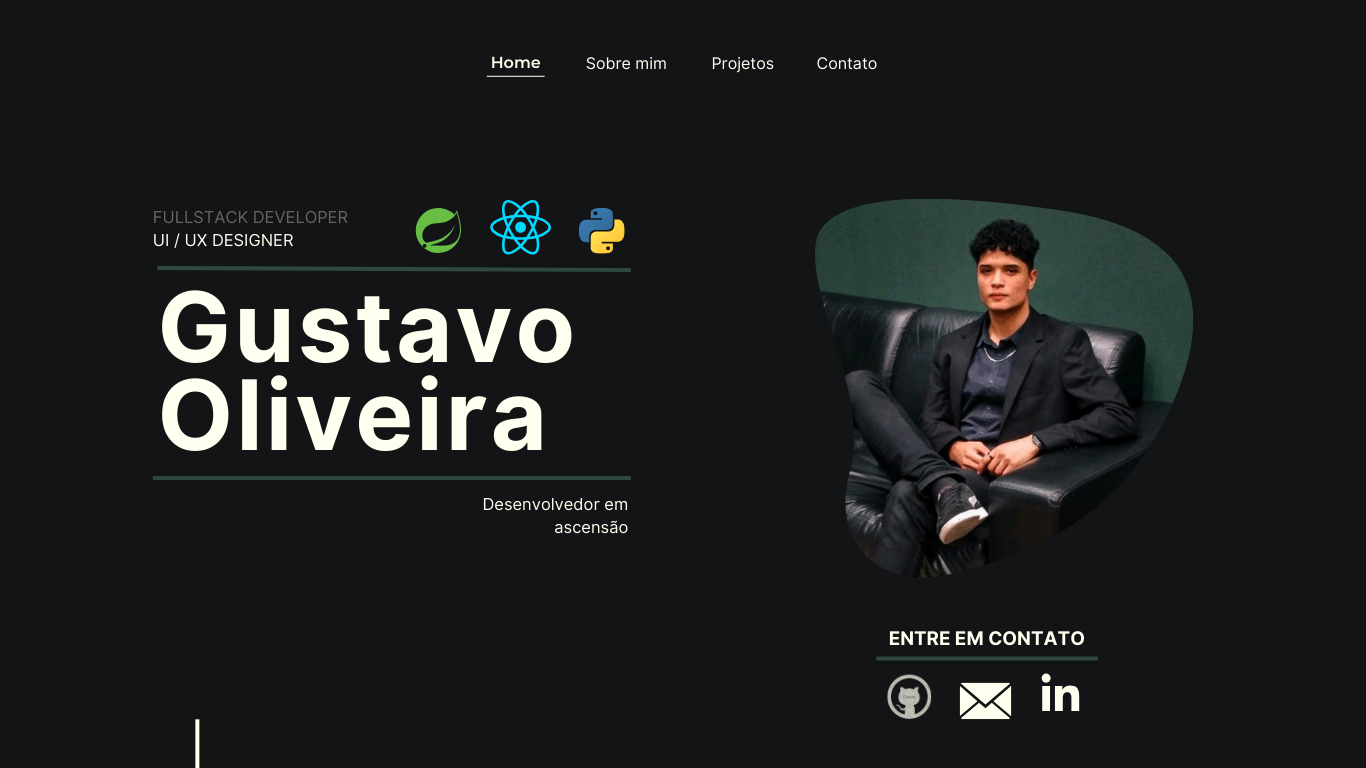 Home
Sobre mim
Projetos
Contato
FULLSTACK DEVELOPER
UI / UX DESIGNER
Gustavo
Oliveira
Desenvolvedor em
ascensão
ENTRE EM CONTATO
in